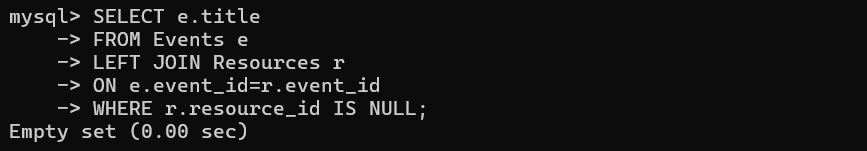 mysql> SELECT e.title
    -> FROM Events e
    -> LEFT JOIN Resources r
    -> ON e.event_id=r.event_id
    -> WHERE r.resource_id IS NULL;
Empty set (0.00 sec)